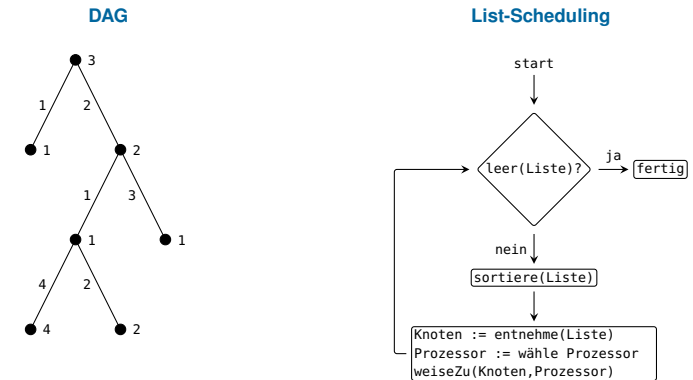 DAG
3
1
2
1
2
1
3
1
1
4
2
4
2
List-Scheduling
start
leer(Liste)?
ja
fertig
nein
sortiere(Liste)
Knoten := entnehme(Liste)
Prozessor := wähle Prozessor
weiseZu(Knoten,Prozessor)